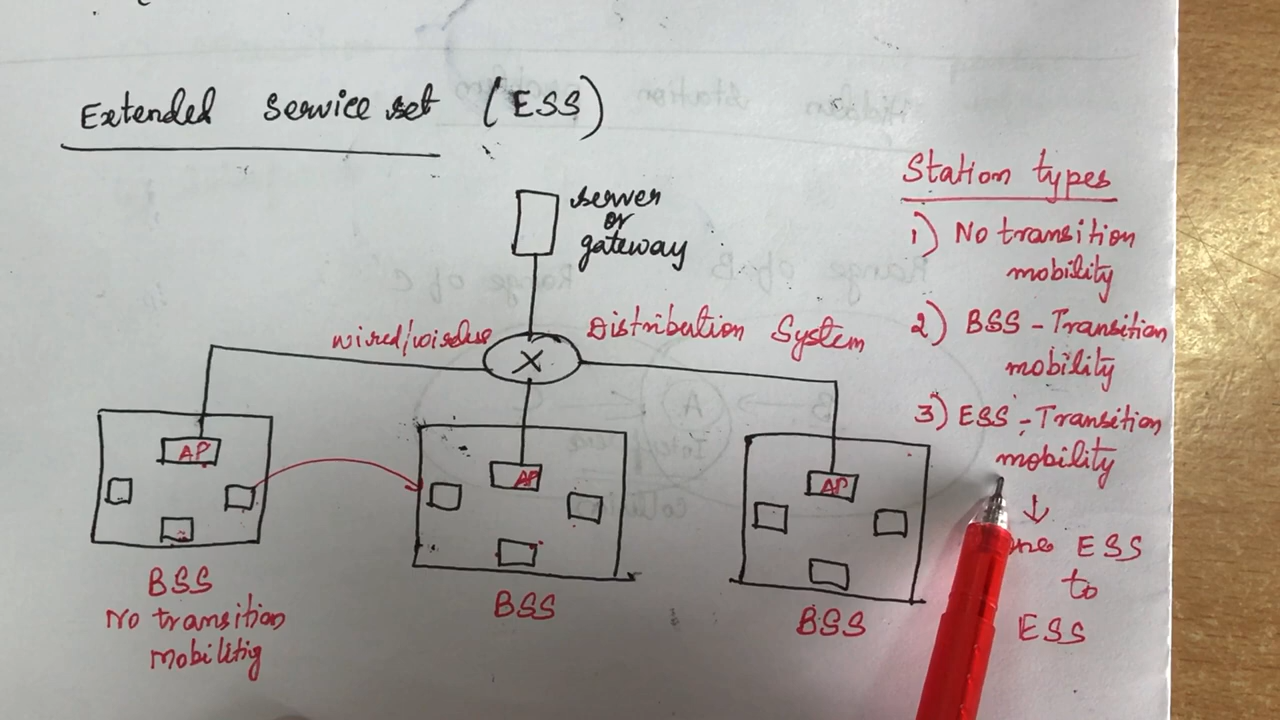 Extended service set (ESS)
server
or
gateway
wired/wireless
Distribution System
AP
AP
AP
BSS
No transition
mobilitiy
BSS
BSS
Station types
1) No transition
mobility
2) BSS - Transition
mobility
3) ESS - Transition
mobility
↓
ESS
to
ESS